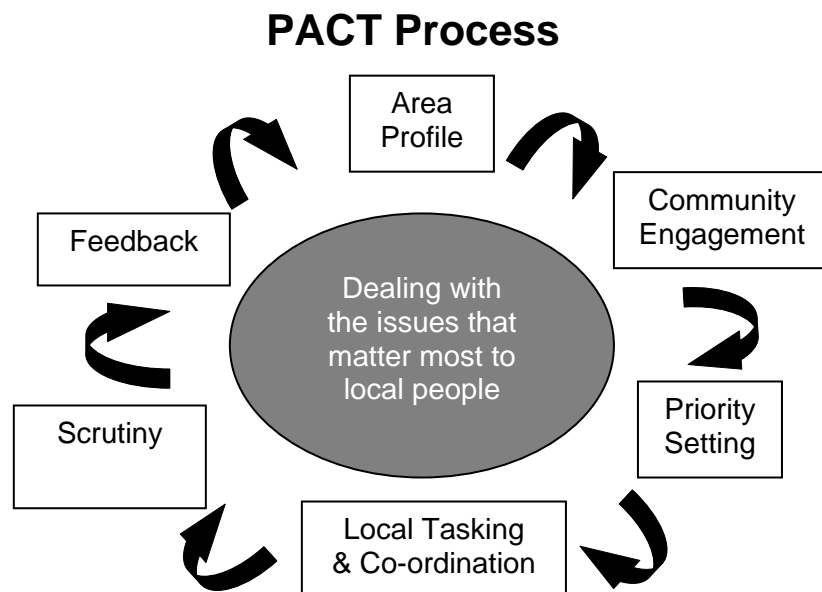 PACT Process
Area
Profile
Community
Engagement
Priority
Setting
Local Tasking
& Co-ordination
Scrutiny
Feedback
Dealing with
the issues that
matter most to
local people